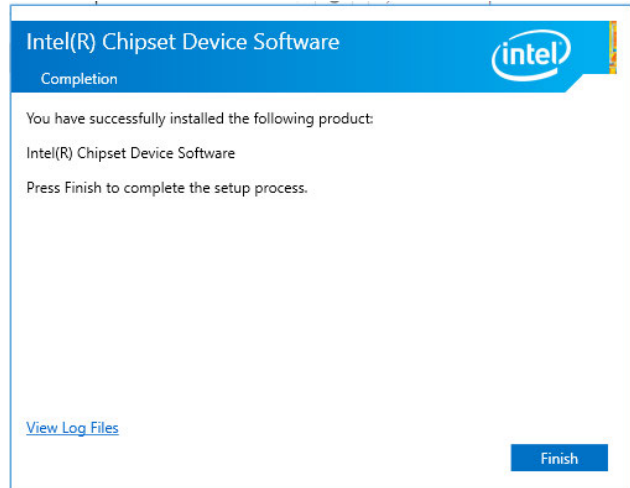 Intel(R) Chipset Device Software
intel
Completion
You have successfully installed the following product:
Intel(R) Chipset Device Software
Press Finish to complete the setup process.
View Log Files
Finish